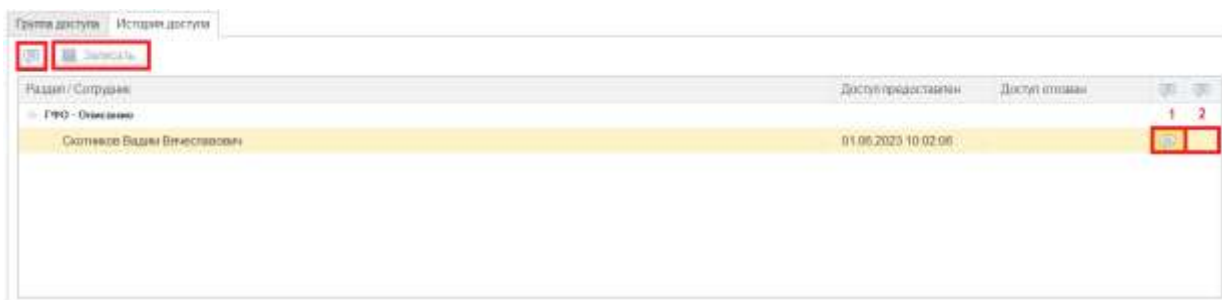 Группа доступа История доступа
Записать
Раздел / Сотрудник Доступ предоставлен Доступ отозван
ГФО - Описание 1 2
Скотников Вадим Вячеславович 01.06.2023 10:02:06